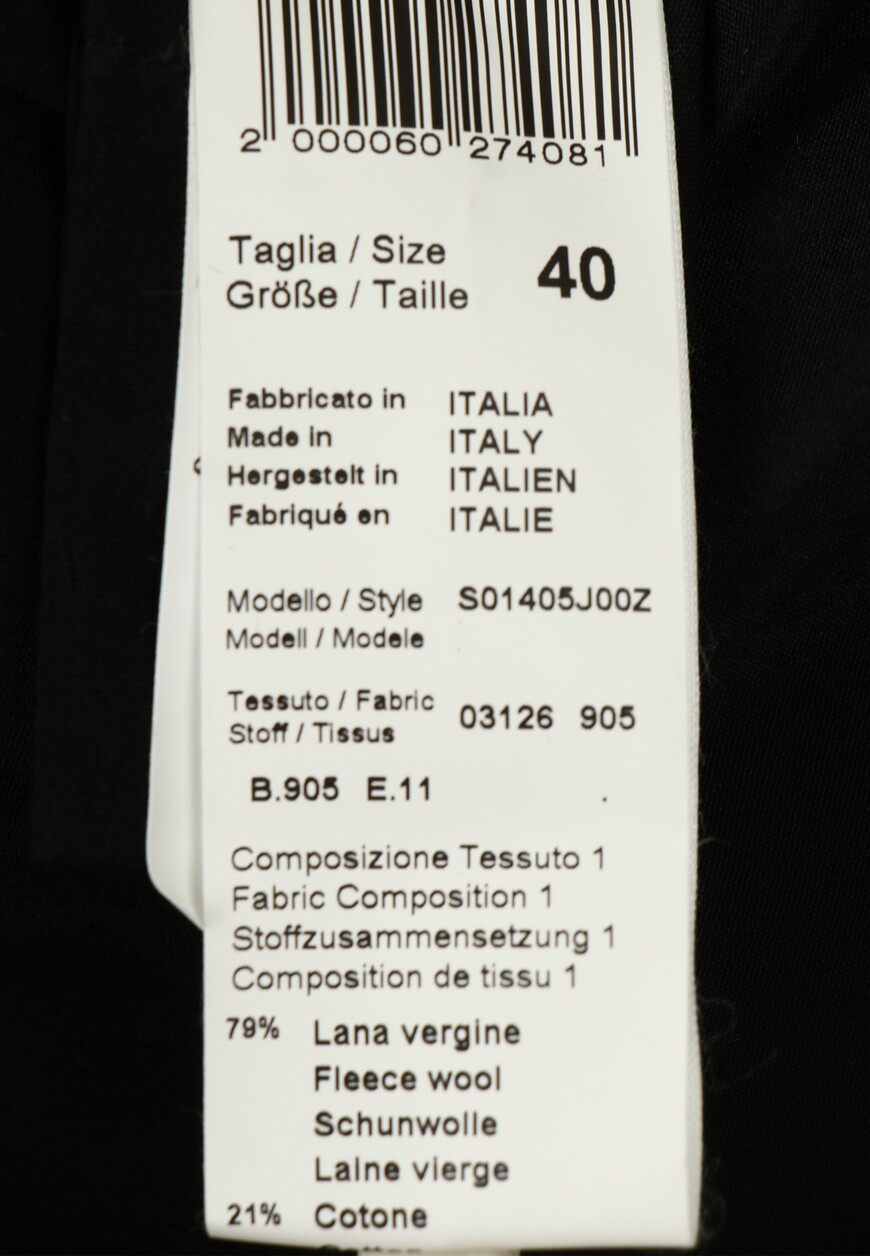 2 000060 274081
Taglia / Size
Größe / Taille
40
Fabbricato in ITALIA
Made in ITALY
Hergestelt in ITALIEN
Fabriqué en ITALIE
Modello / Style S01405J00Z
Modell / Modele
Tessuto / Fabric
Stoff / Tissus
03126 905
B.905 E.11 .
Composizione Tessuto 1
Fabric Composition 1
Stoffzusammensetzung 1
Composition de tissu 1
79% Lana vergine
Fleece wool
Schunwolle
Laine vierge
21% Cotone